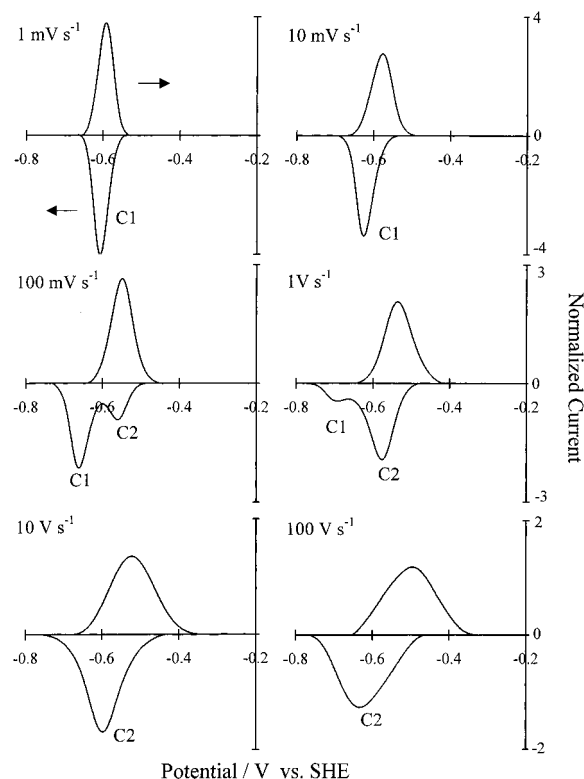 1 mV s-1
10 mV s-1
4
0
-0.8 -0.6 -0.4 -0.2
-0.8 -0.6 -0.4 -0.2
2
C1
C1
-4
100 mV s-1
1V s-1
3
0
-0.8 -0.6 -0.4 -0.2
-0.8 -0.6 -0.4 -0.2
C1
C2
C1
C2
-3
Normalized Current
10 V s-1
100 V s-1
2
0
-0.8 -0.6 -0.4 -0.2
-0.8 -0.6 -0.4 -0.2
C2
C2
-2
Potential / V vs. SHE